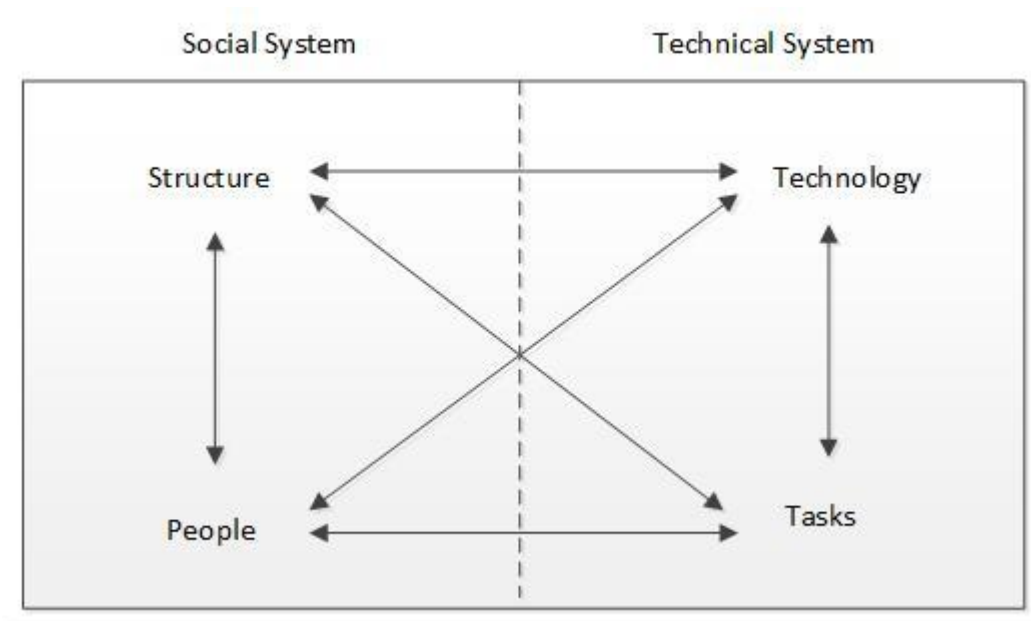 Social System
Technical System
Structure
Technology
People
Tasks